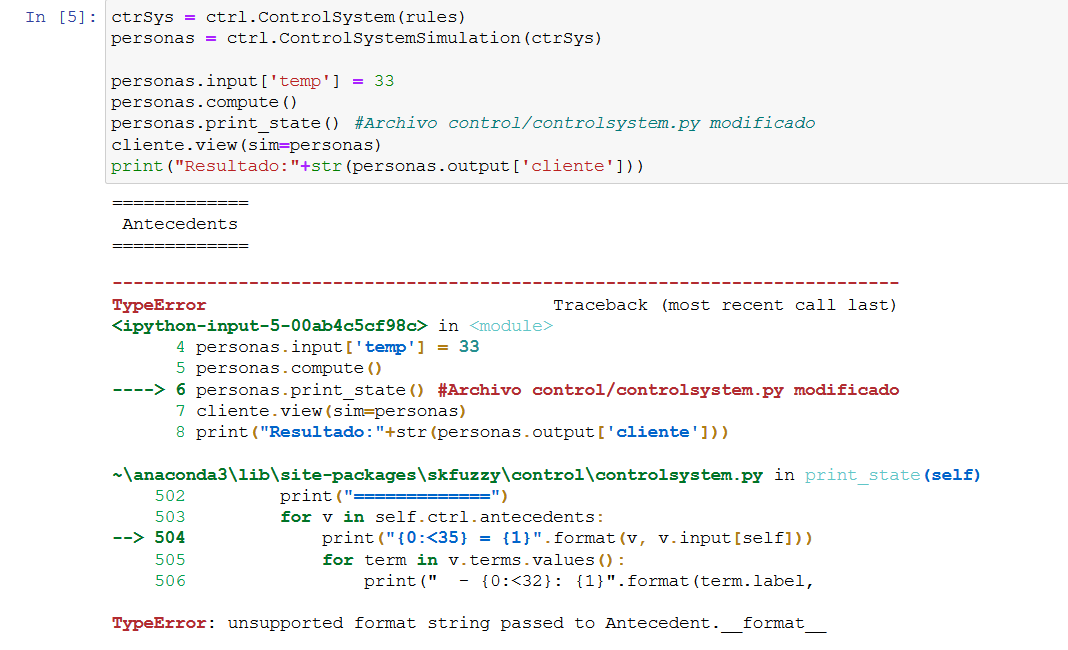 In [5]: ctrSys = ctrl.ControlSystem(rules)
personas = ctrl.ControlSystemSimulation(ctrSys)
personas.input['temp'] = 33
personas.compute()
personas.print_state() #Archivo control/controlsystem.py modificado
cliente.view(sim=personas)
print("Resultado:"+str(personas.output['cliente']))
=============
Antecedents
=============
---------------------------------------------------------------------------
TypeError Traceback (most recent call last)
<ipython-input-5-00ab4c5cf98c> in <module>
4 personas.input['temp'] = 33
5 personas.compute()
----> 6 personas.print_state() #Archivo control/controlsystem.py modificado
7 cliente.view(sim=personas)
8 print("Resultado:"+str(personas.output['cliente']))
~\anaconda3\lib\site-packages\skfuzzy\control\controlsystem.py in print_state(self)
502 print("=============")
503 for v in self.ctrl.antecedents:
--> 504 print("{0:<35} = {1}".format(v, v.input[self]))
505 for term in v.terms.values():
506 print("  - {0:<32}: {1}".format(term.label,
TypeError: unsupported format string passed to Antecedent.__format__